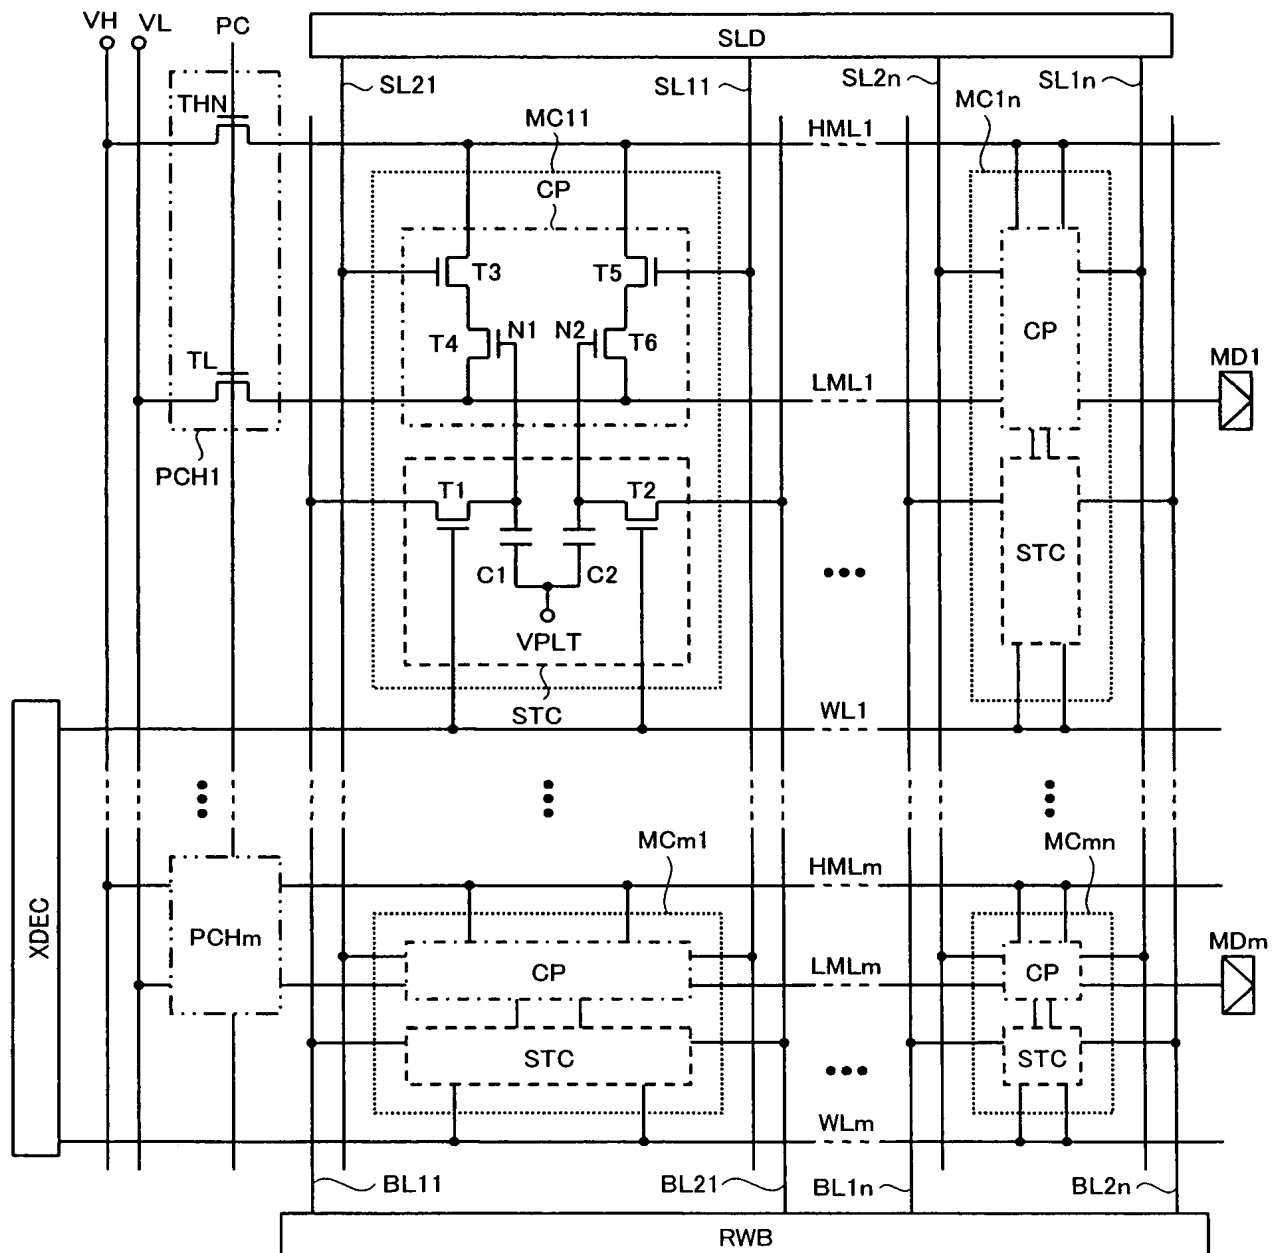 VH VL PC
SLD
SL21 SL11 SL2n SL1n
THN MC11 HML1 MC1n
CP
T3 T5
T4 N1 N2 T6 CP
TL LML1 MD1
PCH1
T1 T2
C1 C2 ••• STC
VPLT
STC WL1
••• ••• •••
MCm1 HMLm MCmn
XDEC PCHm CP LMLm CP MDm
STC ••• STC
WLm
BL11 BL21 BL1n BL2n
RWB